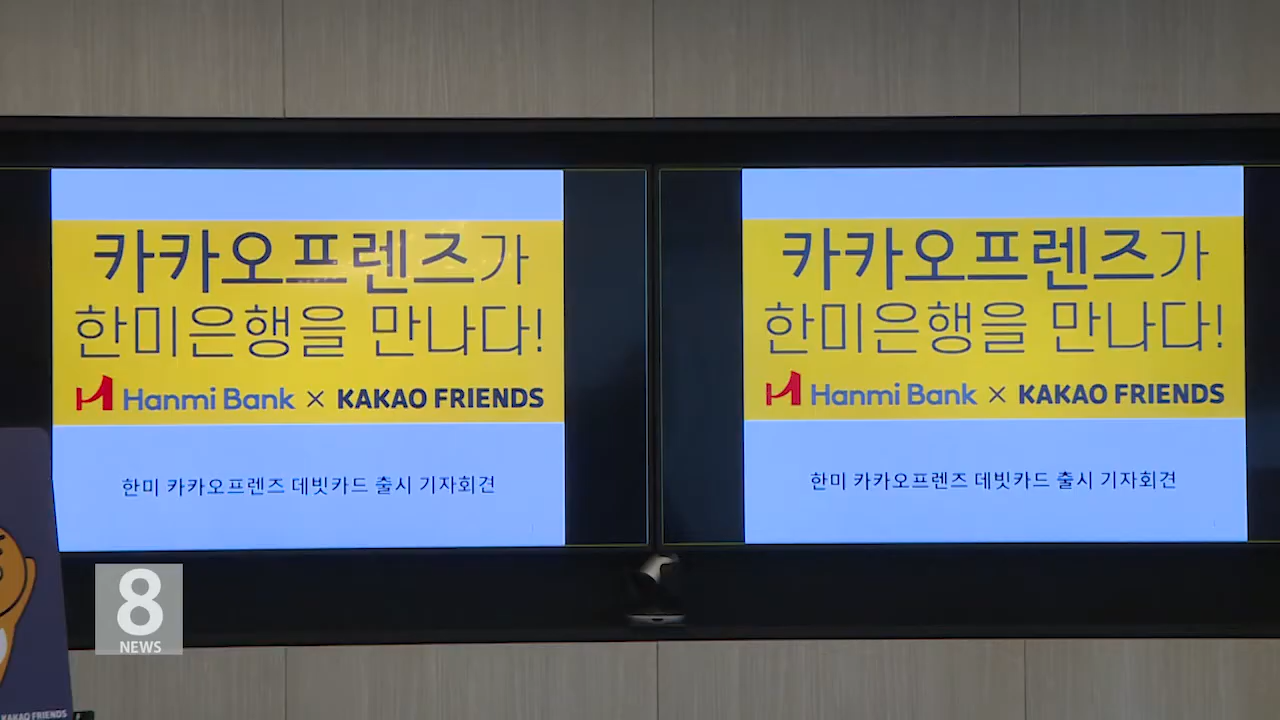 카카오프렌즈가
한미은행을 만나다!
Hanmi Bank × KAKAO FRIENDS
한미 카카오프렌즈 데빗카드 출시 기자회견
카카오프렌즈가
한미은행을 만나다!
Hanmi Bank × KAKAO FRIENDS
한미 카카오프렌즈 데빗카드 출시 기자회견
8
NEWS
KAKAO FRIENDS